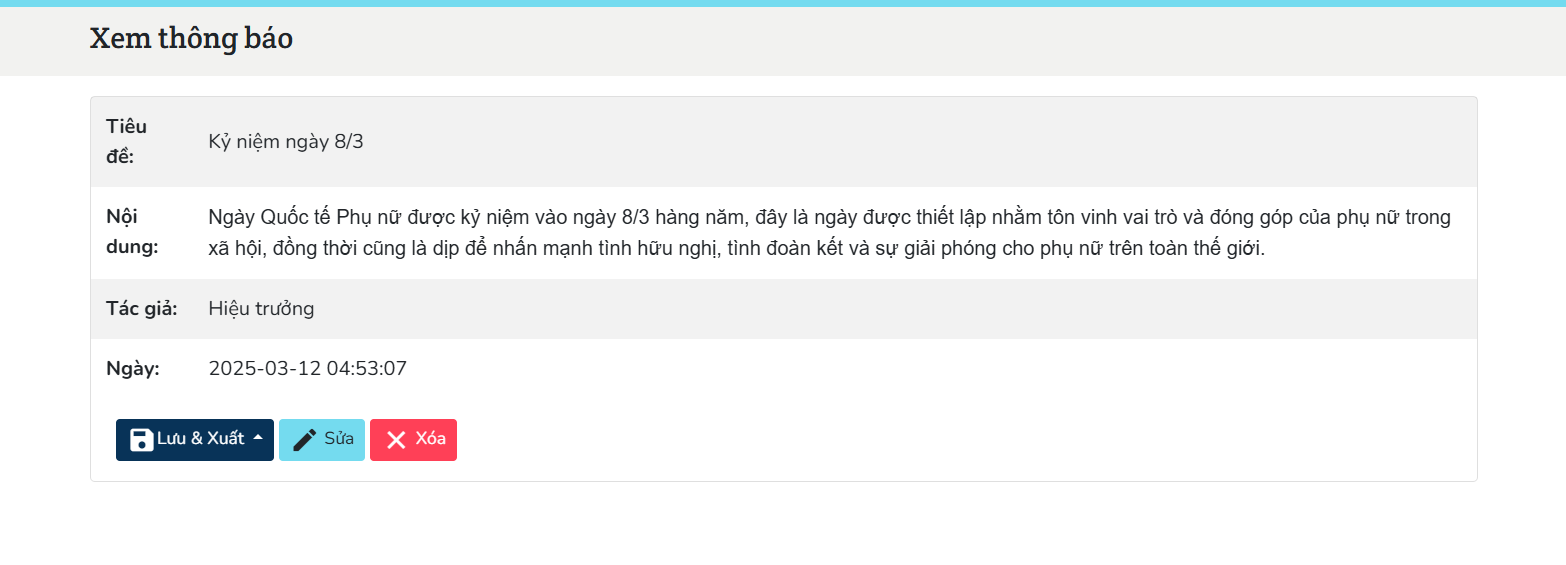 Xem thông báo
Tiêu
đề:
Kỷ niệm ngày 8/3
Nội
dung:
Ngày Quốc tế Phụ nữ được kỷ niệm vào ngày 8/3 hàng năm, đây là ngày được thiết lập nhằm tôn vinh vai trò và đóng góp của phụ nữ trong
xã hội, đồng thời cũng là dịp để nhấn mạnh tình hữu nghị, tình đoàn kết và sự giải phóng cho phụ nữ trên toàn thế giới.
Tác giả: Hiệu trưởng
Ngày: 2025-03-12 04:53:07
Lưu & Xuất Sửa Xóa